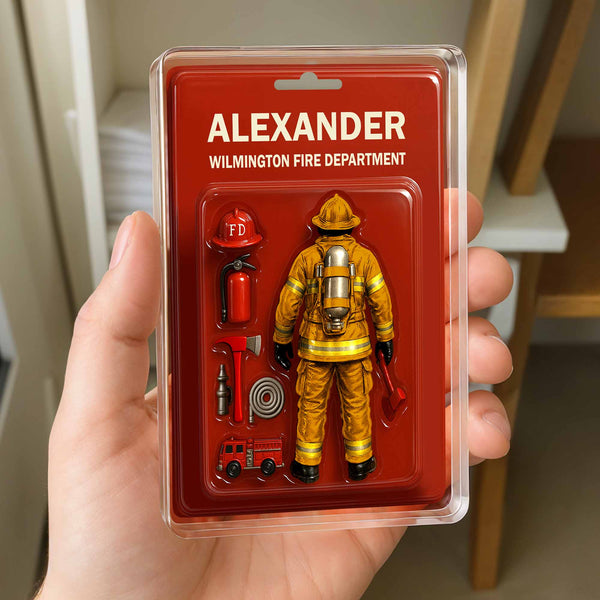 ALEXANDER
WILMINGTON FIRE DEPARTMENT
FD